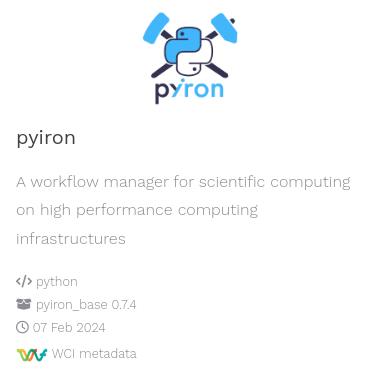 pyiron
pyiron
A workflow manager for scientific computing
on high performance computing
infrastructures
python
pyiron_base 0.7.4
07 Feb 2024
WCI metadata